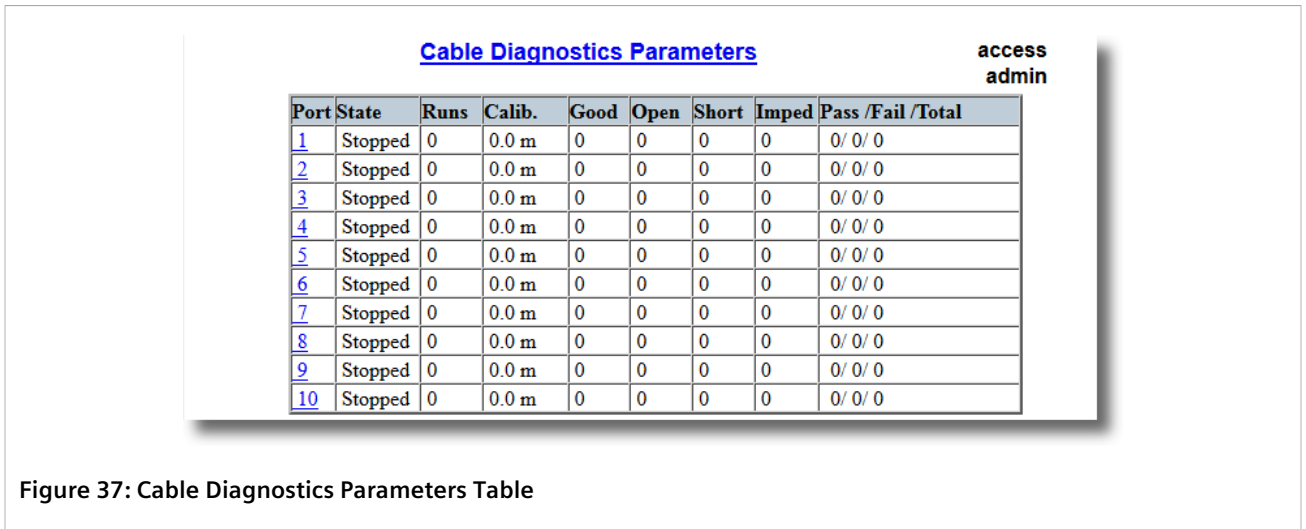 Cable Diagnostics Parameters
access
admin
Port State Runs Calib. Good Open Short Imped Pass /Fail /Total
1 Stopped 0 0.0 m 0 0 0 0 0/ 0/ 0
2 Stopped 0 0.0 m 0 0 0 0 0/ 0/ 0
3 Stopped 0 0.0 m 0 0 0 0 0/ 0/ 0
4 Stopped 0 0.0 m 0 0 0 0 0/ 0/ 0
5 Stopped 0 0.0 m 0 0 0 0 0/ 0/ 0
6 Stopped 0 0.0 m 0 0 0 0 0/ 0/ 0
7 Stopped 0 0.0 m 0 0 0 0 0/ 0/ 0
8 Stopped 0 0.0 m 0 0 0 0 0/ 0/ 0
9 Stopped 0 0.0 m 0 0 0 0 0/ 0/ 0
10 Stopped 0 0.0 m 0 0 0 0 0/ 0/ 0
Figure 37: Cable Diagnostics Parameters Table